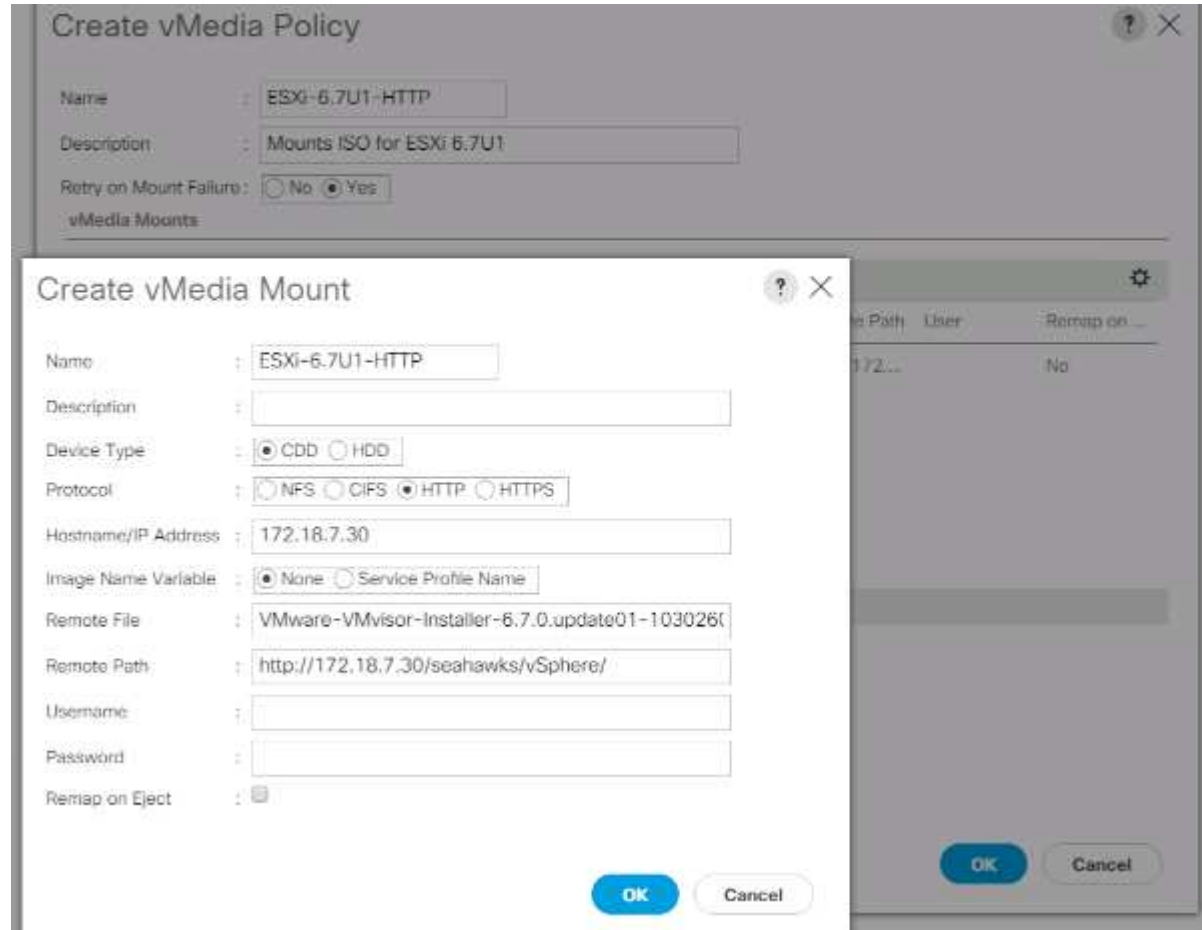 Create vMedia Policy
? ×
Name : ESXi-6.7U1-HTTP
Description : Mounts ISO for ESXi 6.7U1
Retry on Mount Failure : No Yes
vMedia Mounts
te Path User Remap on ...
172... No
OK Cancel
Create vMedia Mount
? ×
Name : ESXi-6.7U1-HTTP
Description :
Device Type : CDD HDD
Protocol : NFS CIFS HTTP HTTPS
Hostname/IP Address : 172.18.7.30
Image Name Variable : None Service Profile Name
Remote File : VMware-VMvisor-Installer-6.7.0.update01-1030260
Remote Path : http://172.18.7.30/seahawks/vSphere/
Username :
Password :
Remap on Eject :
OK Cancel